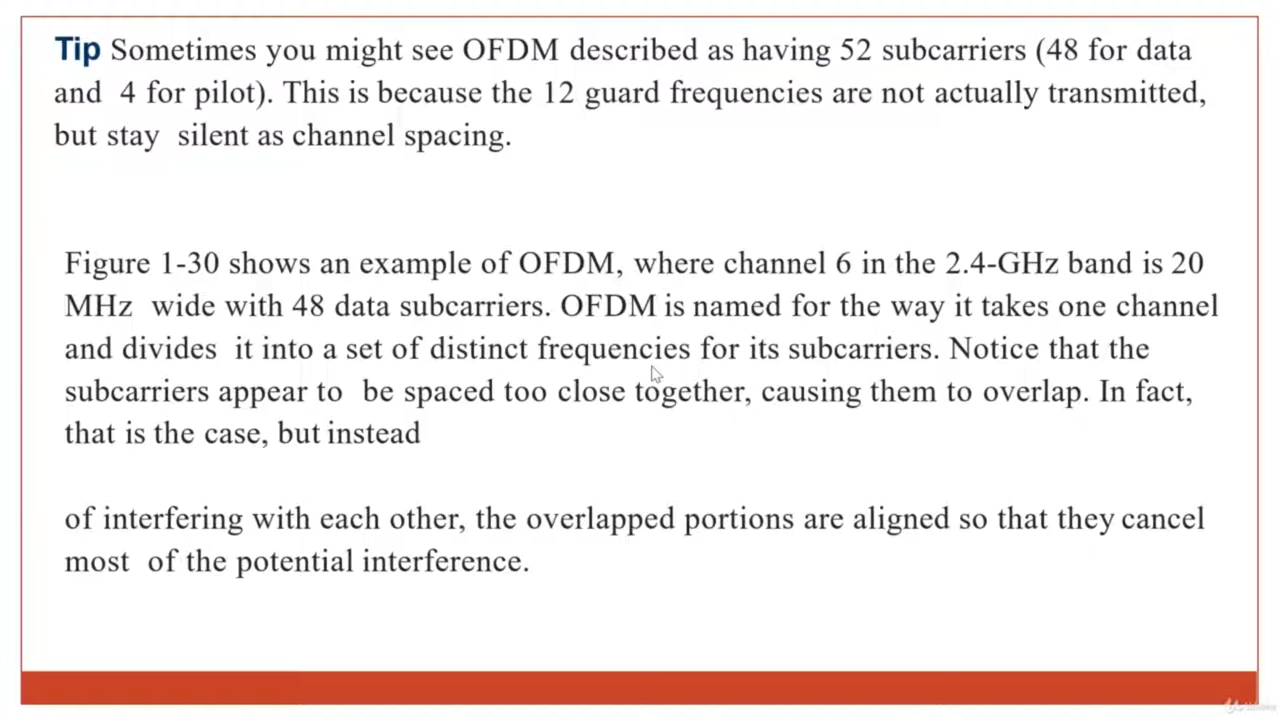 Tip Sometimes you might see OFDM described as having 52 subcarriers (48 for data
and 4 for pilot). This is because the 12 guard frequencies are not actually transmitted,
but stay silent as channel spacing.
Figure 1-30 shows an example of OFDM, where channel 6 in the 2.4-GHz band is 20
MHz wide with 48 data subcarriers. OFDM is named for the way it takes one channel
and divides it into a set of distinct frequencies for its subcarriers. Notice that the
subcarriers appear to be spaced too close together, causing them to overlap. In fact,
that is the case, but instead
of interfering with each other, the overlapped portions are aligned so that they cancel
most of the potential interference.